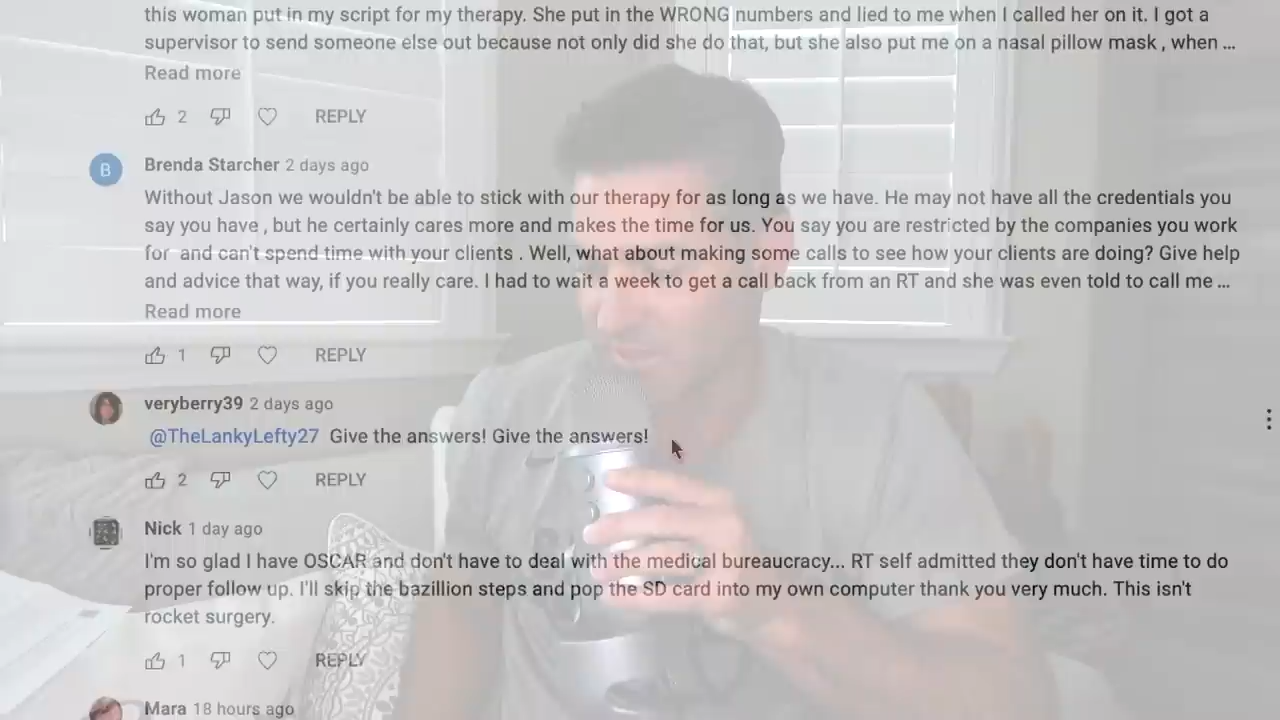 this woman put in my script for my therapy. She put in the WRONG numbers and lied to me when I called her on it. I got a
supervisor to send someone else out because not only did she do that, but she also put me on a nasal pillow mask , when ...
Read more
2 REPLY
B
Brenda Starcher 2 days ago
Without Jason we wouldn't be able to stick with our therapy for as long as we have. He may not have all the credentials you
say you have , but he certainly cares more and makes the time for us. You say you are restricted by the companies you work
for and can't spend time with your clients . Well, what about making some calls to see how your clients are doing? Give help
and advice that way, if you really care. I had to wait a week to get a call back from an RT and she was even told to call me ...
Read more
1 REPLY
veryberry39 2 days ago
@TheLankyLefty27 Give the answers! Give the answers!
2 REPLY
Nick 1 day ago
I'm so glad I have OSCAR and don't have to deal with the medical bureaucracy... RT self admitted they don't have time to do
proper follow up. I'll skip the bazillion steps and pop the SD card into my own computer thank you very much. This isn't
rocket surgery.
1 REPLY
Mara 18 hours ago